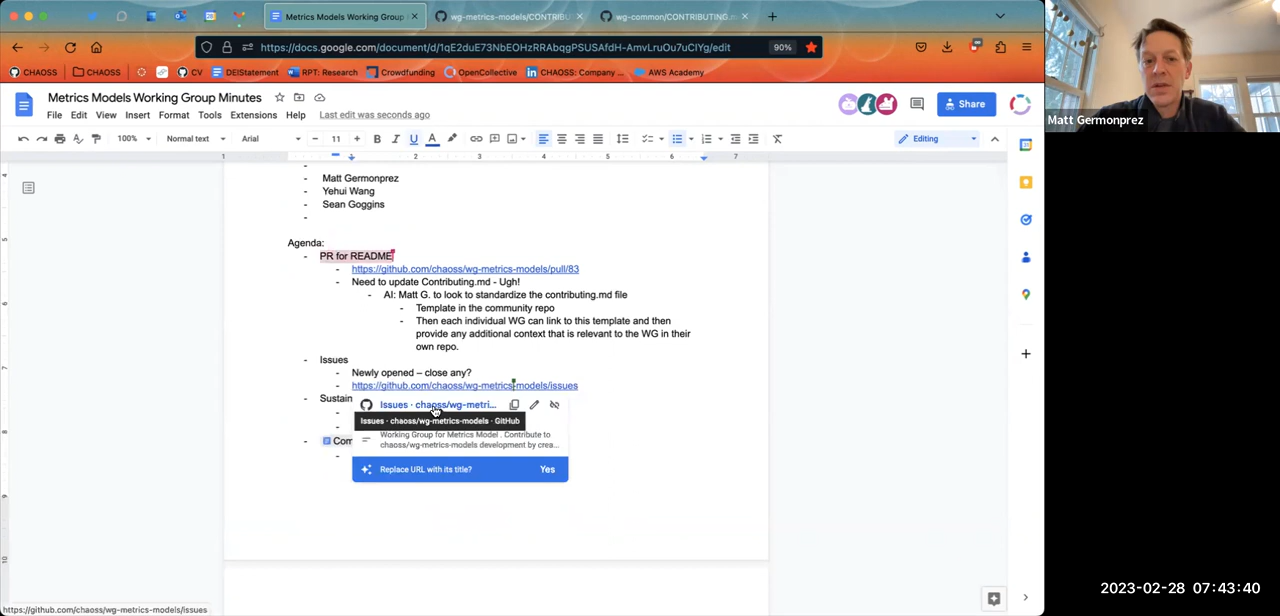 Metrics Models Working Group
wg-metrics-models/CONTRIBU
wg-common/CONTRIBUTING.m
https://docs.google.com/document/d/1qE2duE73NbEOHzRRAbqgPSUSAfdH-AmvLruOu7uClYg/edit
90%
CHAOSS
CHAOSS
CV
DEIStatement
RPT: Research
Crowdfunding
OpenCollective
CHAOSS: Company ...
AWS Academy
Metrics Models Working Group Minutes
File Edit View Insert Format Tools Extensions Help
Last edit was seconds ago
Share
100%
Normal text
Arial
11
Editing
1 2 3 4 5 6 7
- Matt Germonprez
- Yehui Wang
- Sean Goggins
-
Agenda:
- PR for README
- https://github.com/chaoss/wg-metrics-models/pull/83
- Need to update Contributing.md - Ugh!
- AI: Matt G. to look to standardize the contributing.md file
- Template in the community repo
- Then each individual WG can link to this template and then
provide any additional context that is relevant to the WG in their
own repo.
- Issues
- Newly opened – close any?
- https://github.com/chaoss/wg-metrics-models/issues
- Sustain
Issues · chaoss/wg-metri...
Issues · chaoss/wg-metrics-models · GitHub
Working Group for Metrics Model . Contribute to
chaoss/wg-metrics-models development by crea...
- Com
Replace URL with its title?
Yes
https://github.com/chaoss/wg-metrics-models/issues
Matt Germonprez
2023-02-28 07:43:40